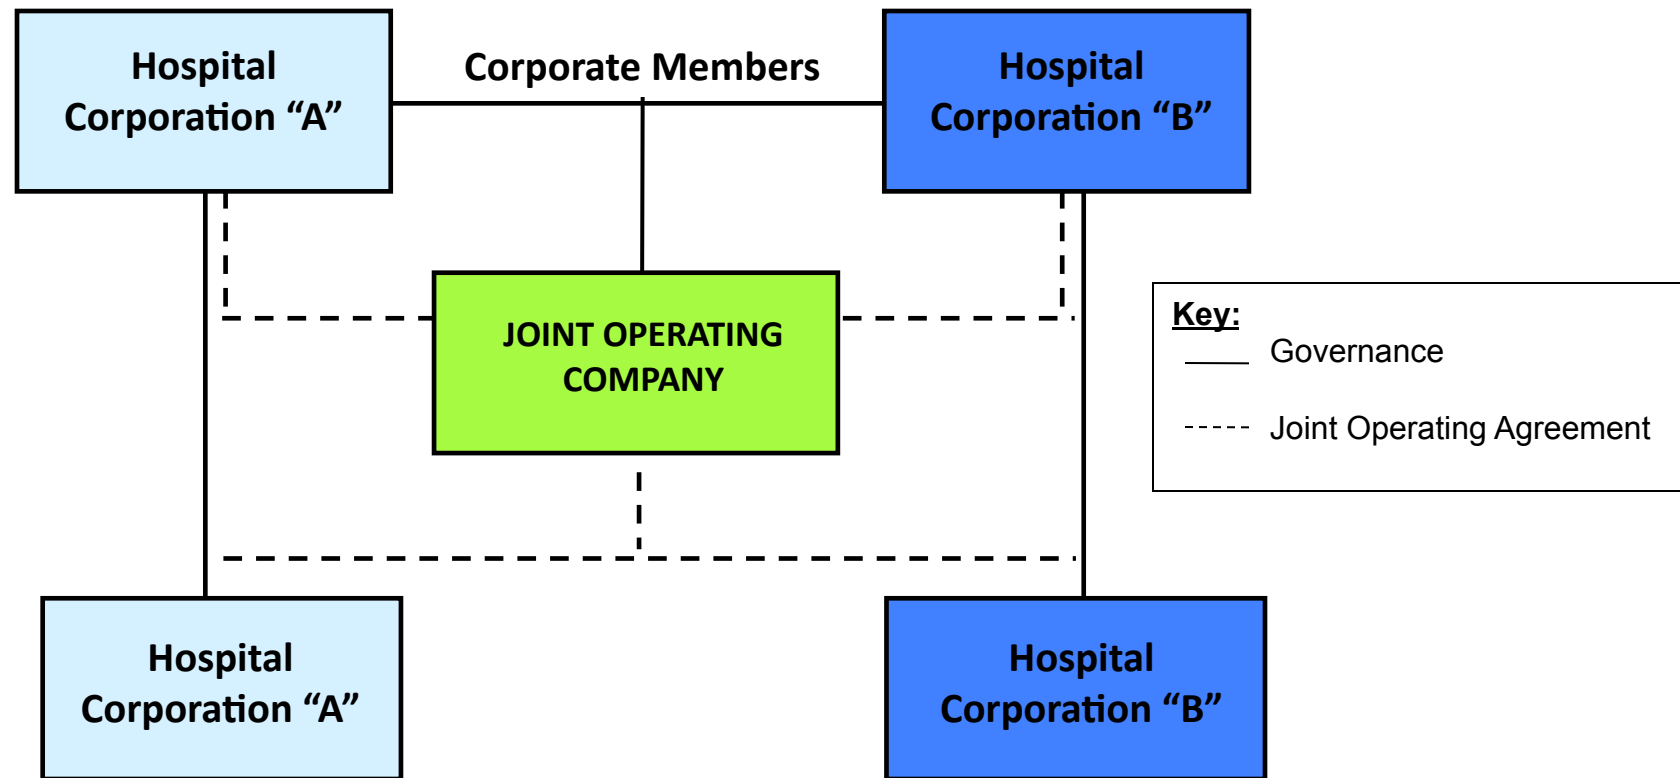 Hospital
Corporation “A”
Corporate Members
Hospital
Corporation “B”
JOINT OPERATING
COMPANY
Key:
Governance
Joint Operating Agreement
Hospital
Corporation “A”
Hospital
Corporation “B”